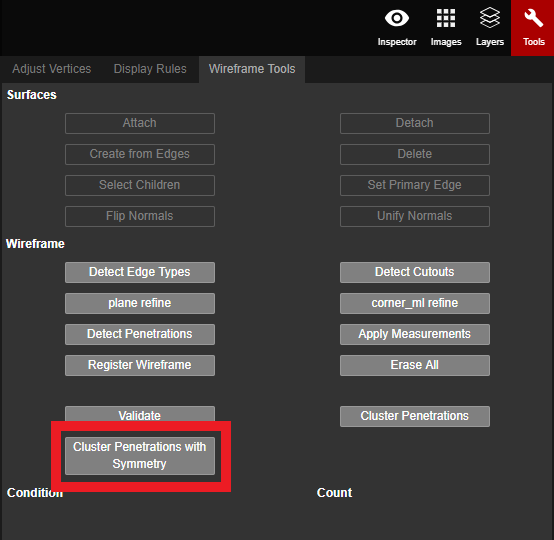 Inspector Images Layers Tools
Adjust Vertices Display Rules Wireframe Tools
Surfaces
Attach Detach
Create from Edges Delete
Select Children Set Primary Edge
Flip Normals Unify Normals
Wireframe
Detect Edge Types Detect Cutouts
plane refine corner_ml refine
Detect Penetrations Apply Measurements
Register Wireframe Erase All
Validate Cluster Penetrations
Cluster Penetrations with
Symmetry
Condition Count